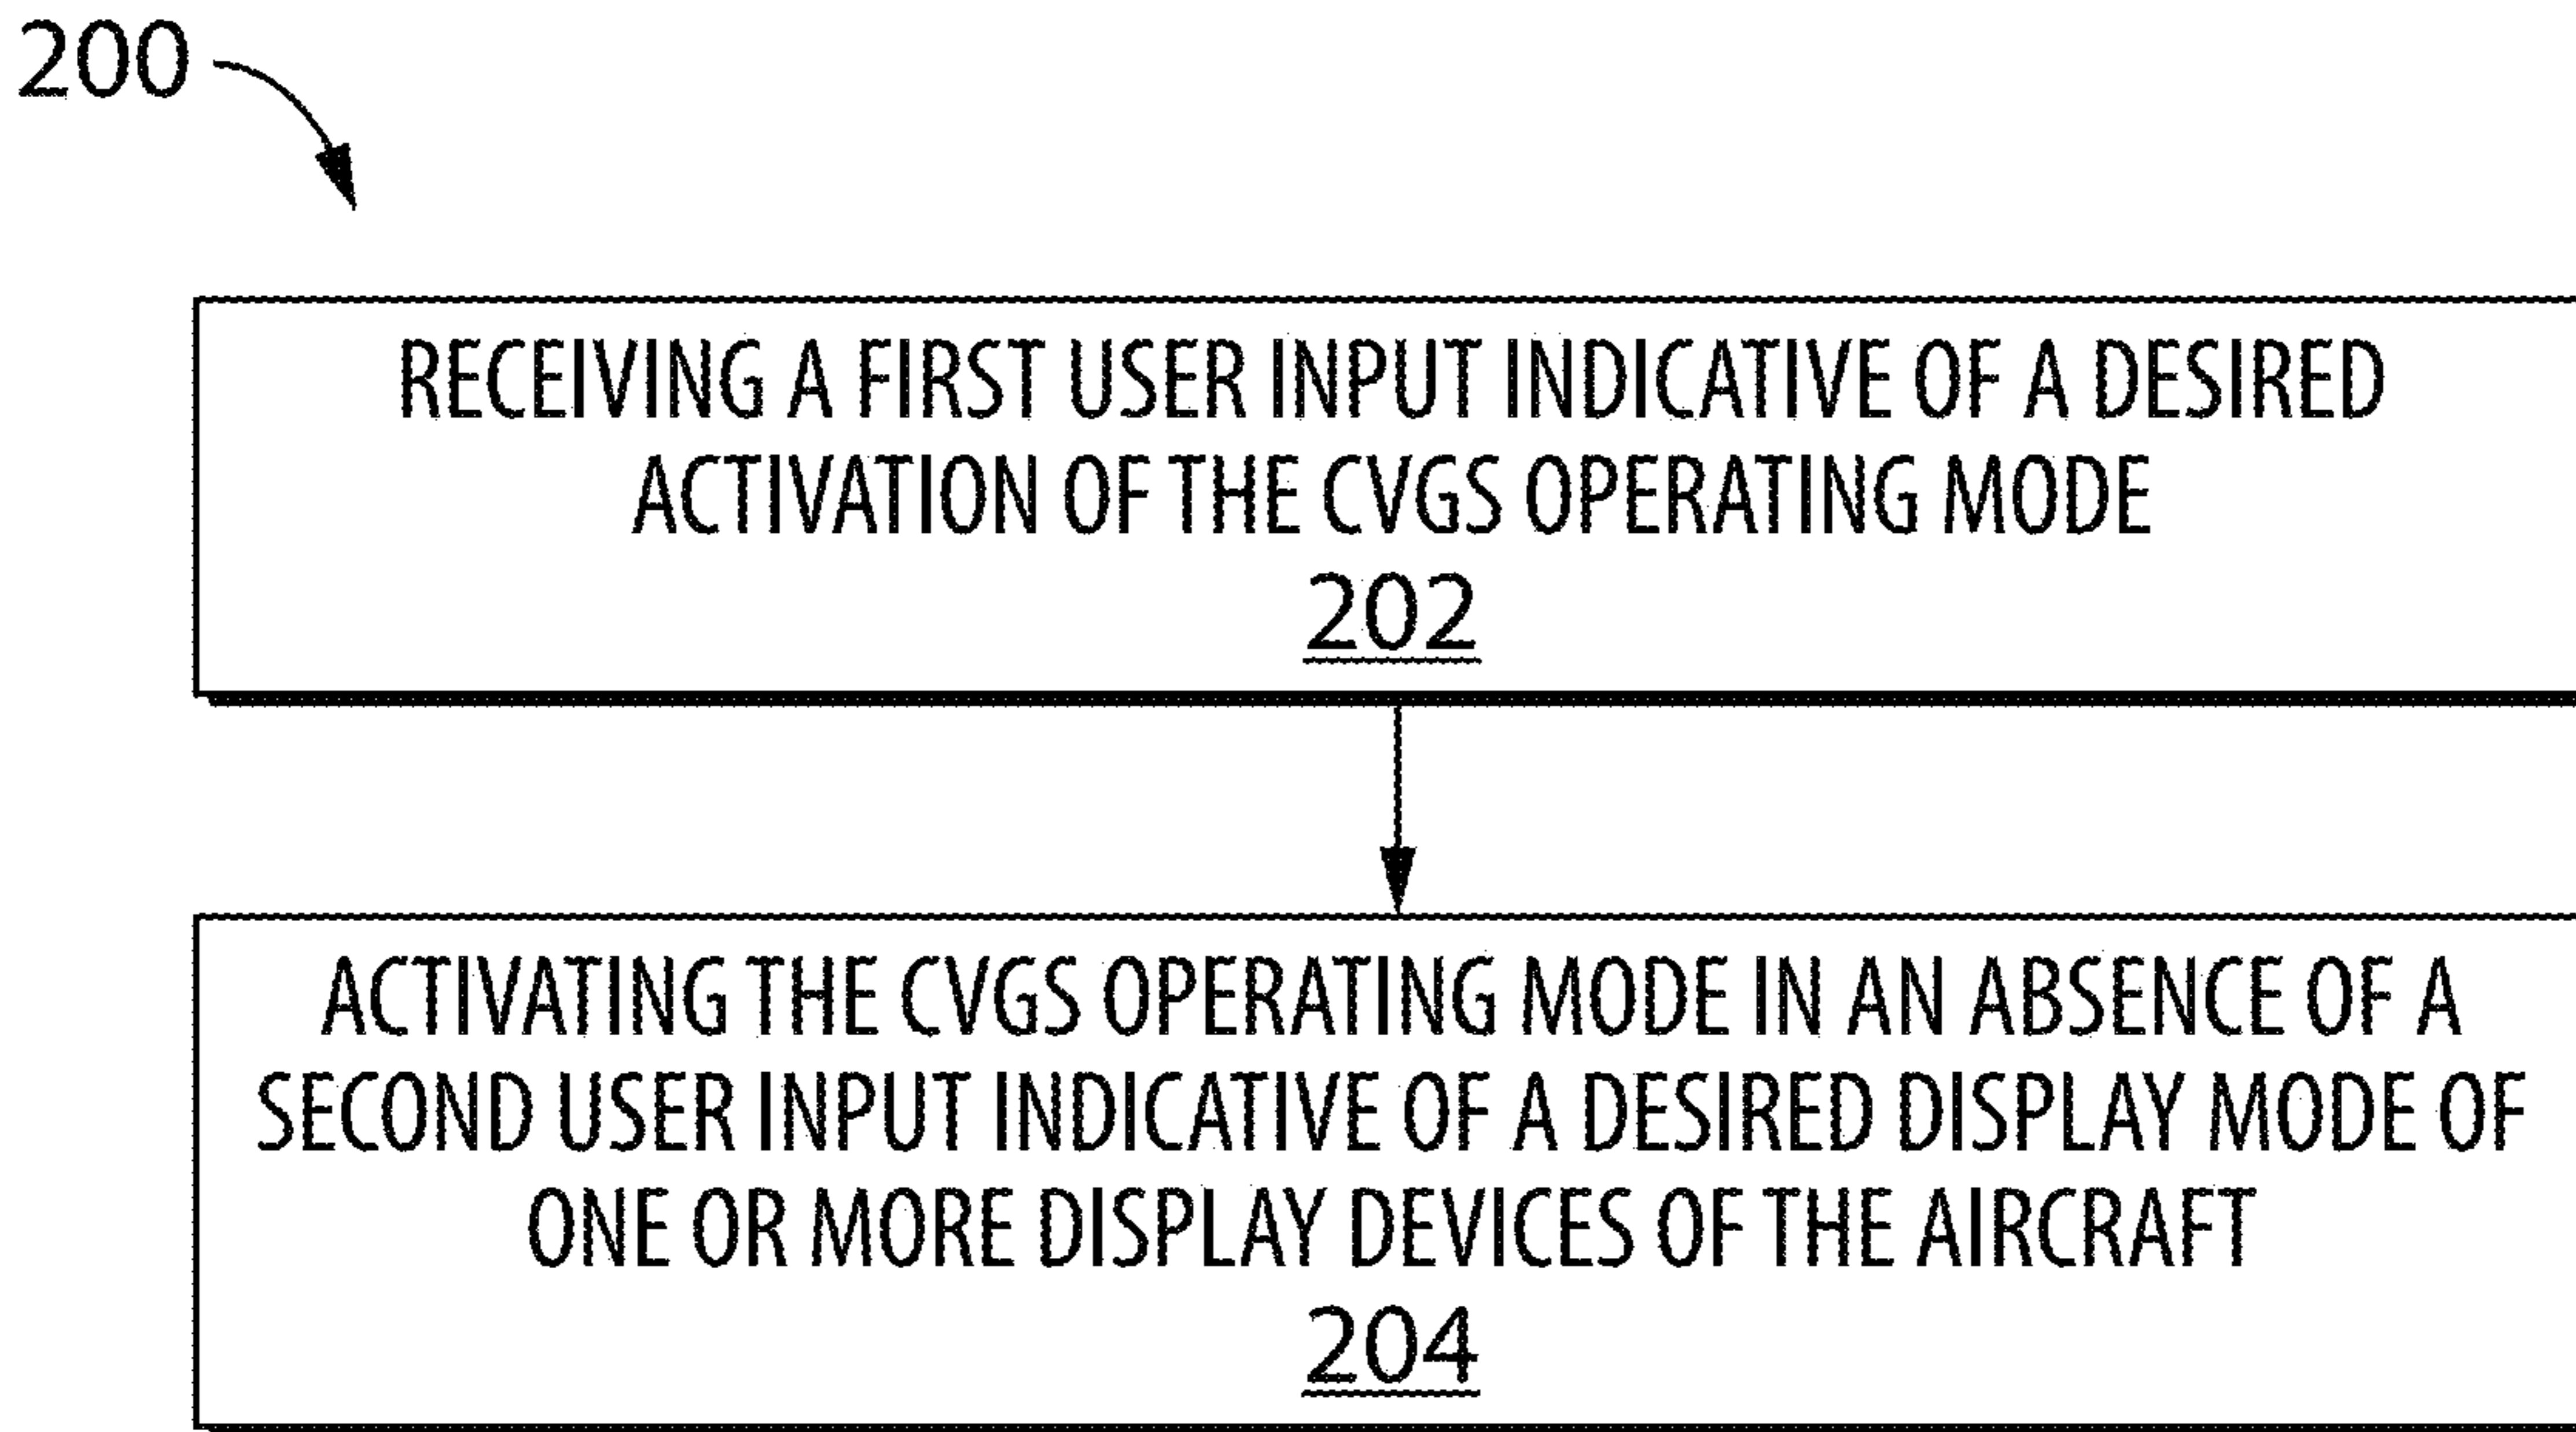 200
RECEIVING A FIRST USER INPUT INDICATIVE OF A DESIRED
ACTIVATION OF THE CVGS OPERATING MODE
202
ACTIVATING THE CVGS OPERATING MODE IN AN ABSENCE OF A
SECOND USER INPUT INDICATIVE OF A DESIRED DISPLAY MODE OF
ONE OR MORE DISPLAY DEVICES OF THE AIRCRAFT
204